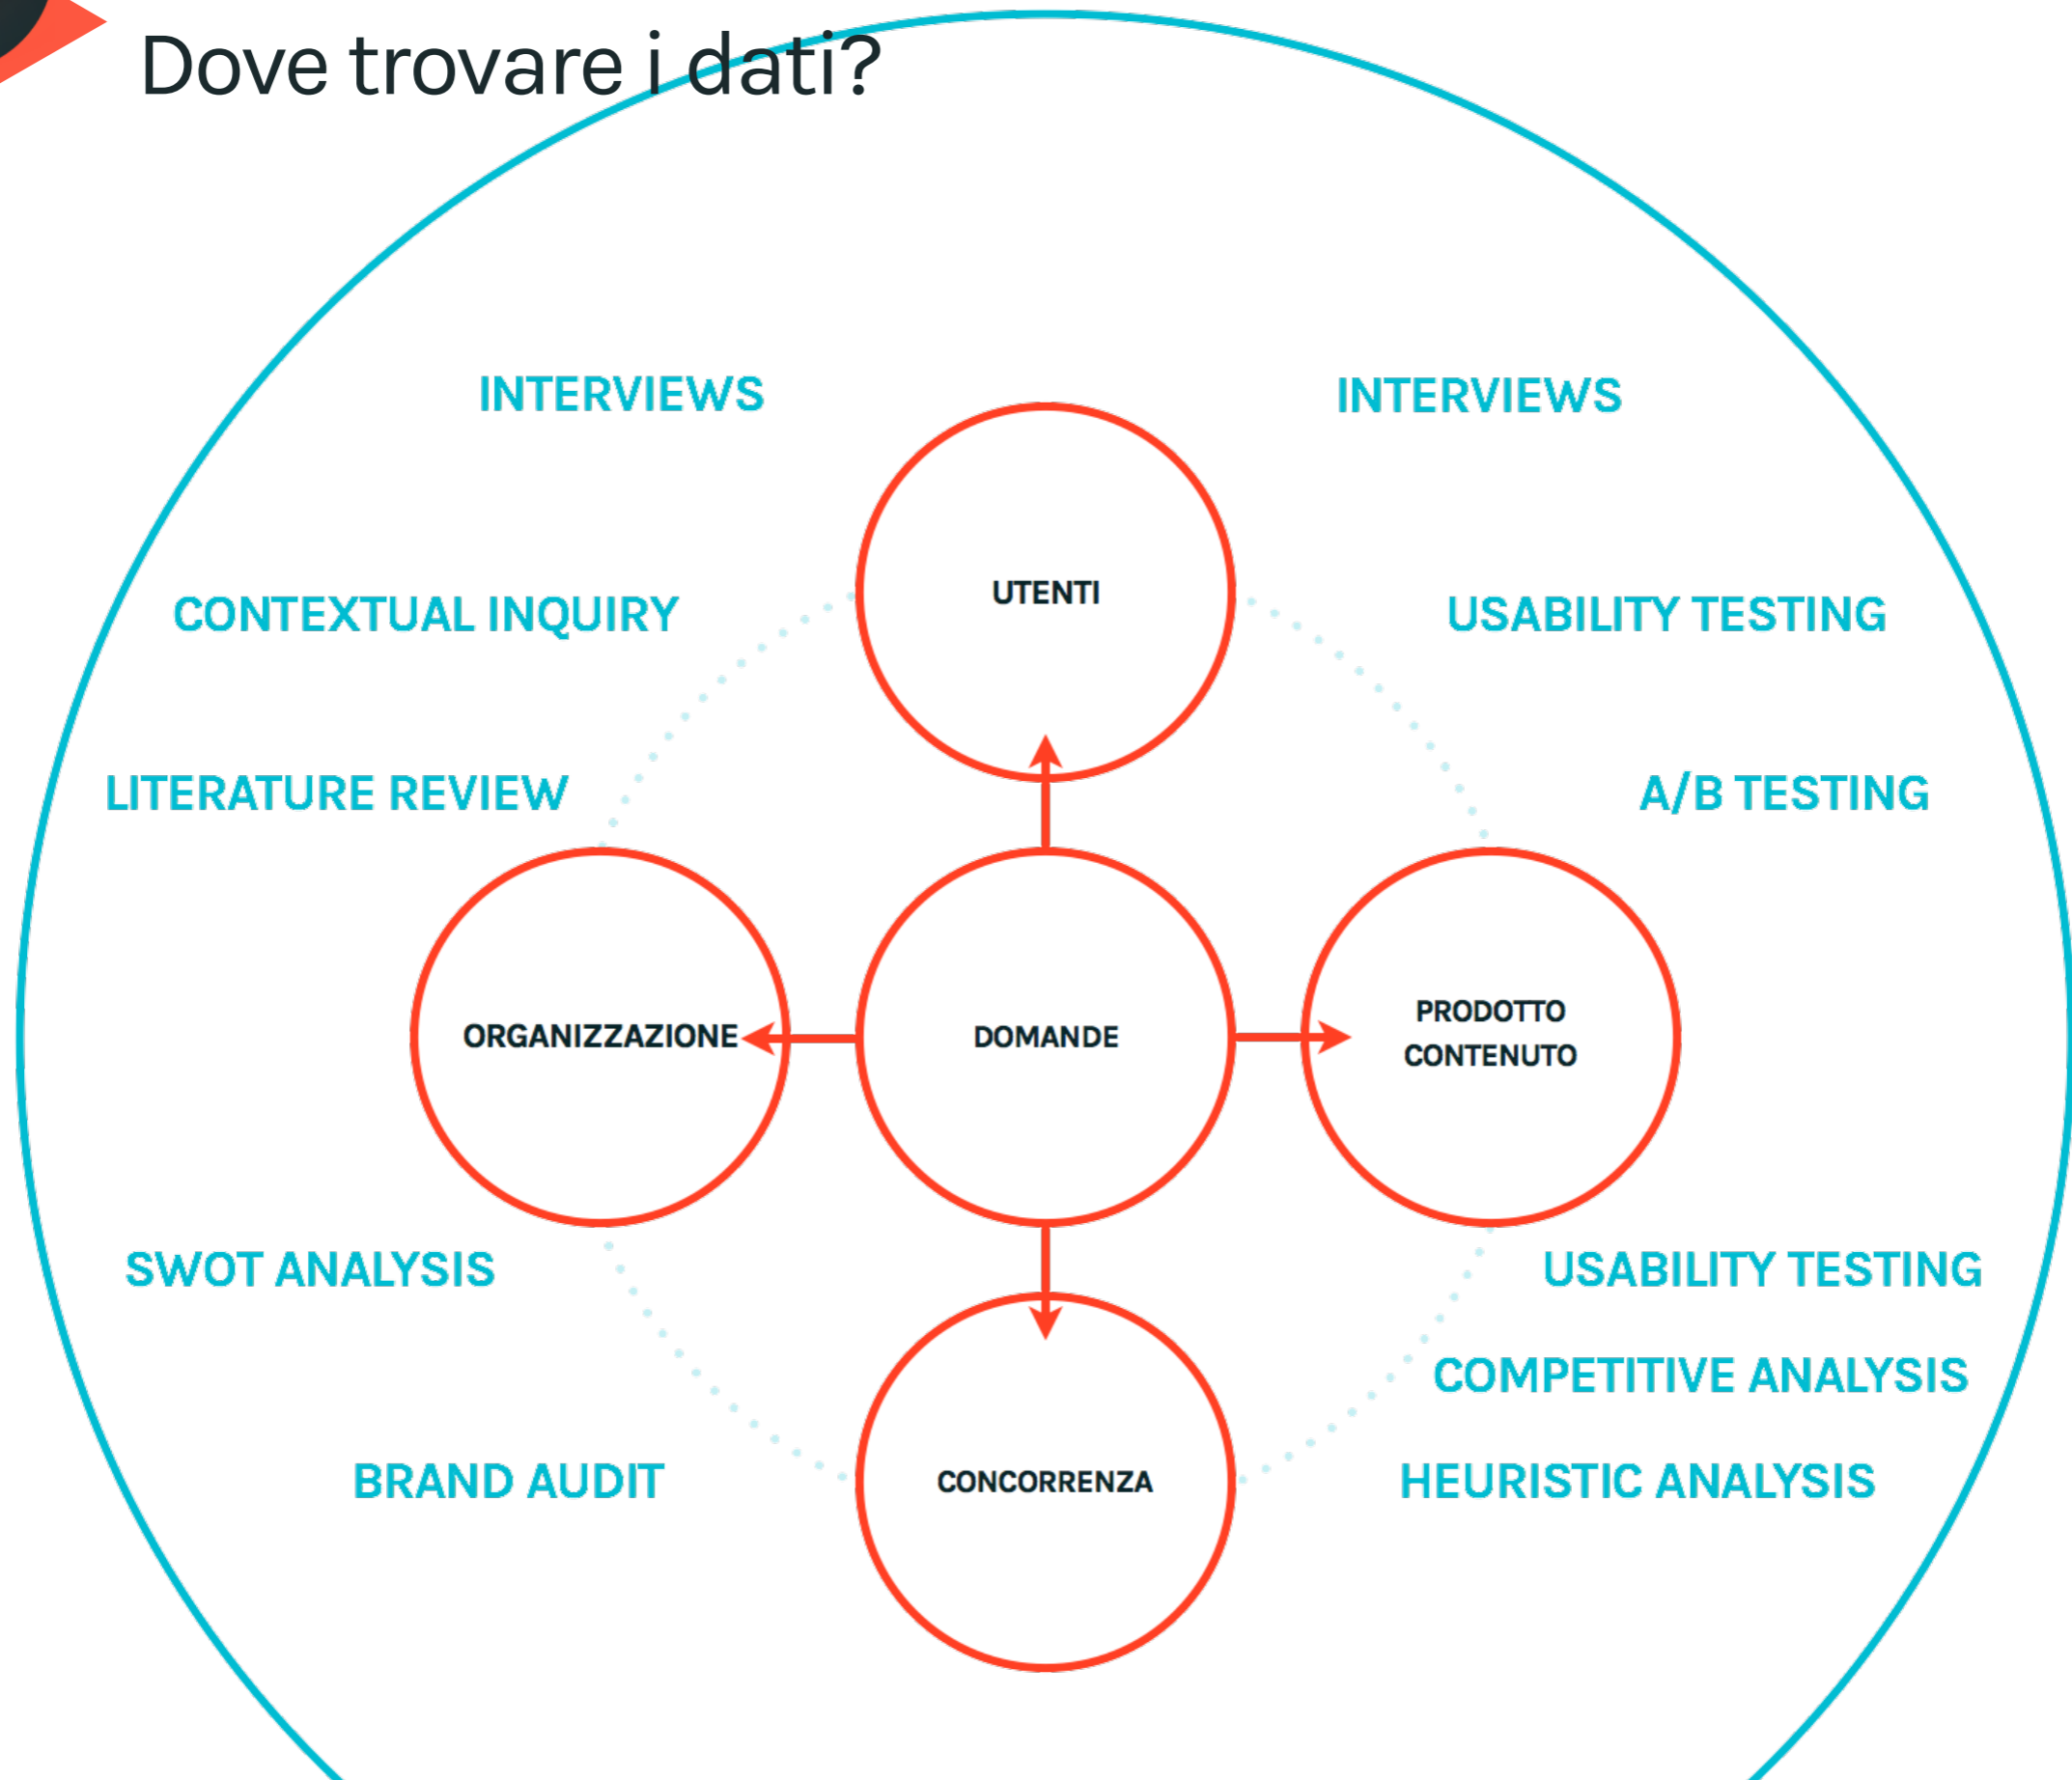 Dove trovare i dati?
INTERVIEWS
INTERVIEWS
UTENTI
CONTEXTUAL INQUIRY
USABILITY TESTING
LITERATURE REVIEW
A/B TESTING
ORGANIZZAZIONE
DOMANDE
PRODOTTO
CONTENUTO
SWOT ANALYSIS
USABILITY TESTING
COMPETITIVE ANALYSIS
BRAND AUDIT
CONCORRENZA
HEURISTIC ANALYSIS